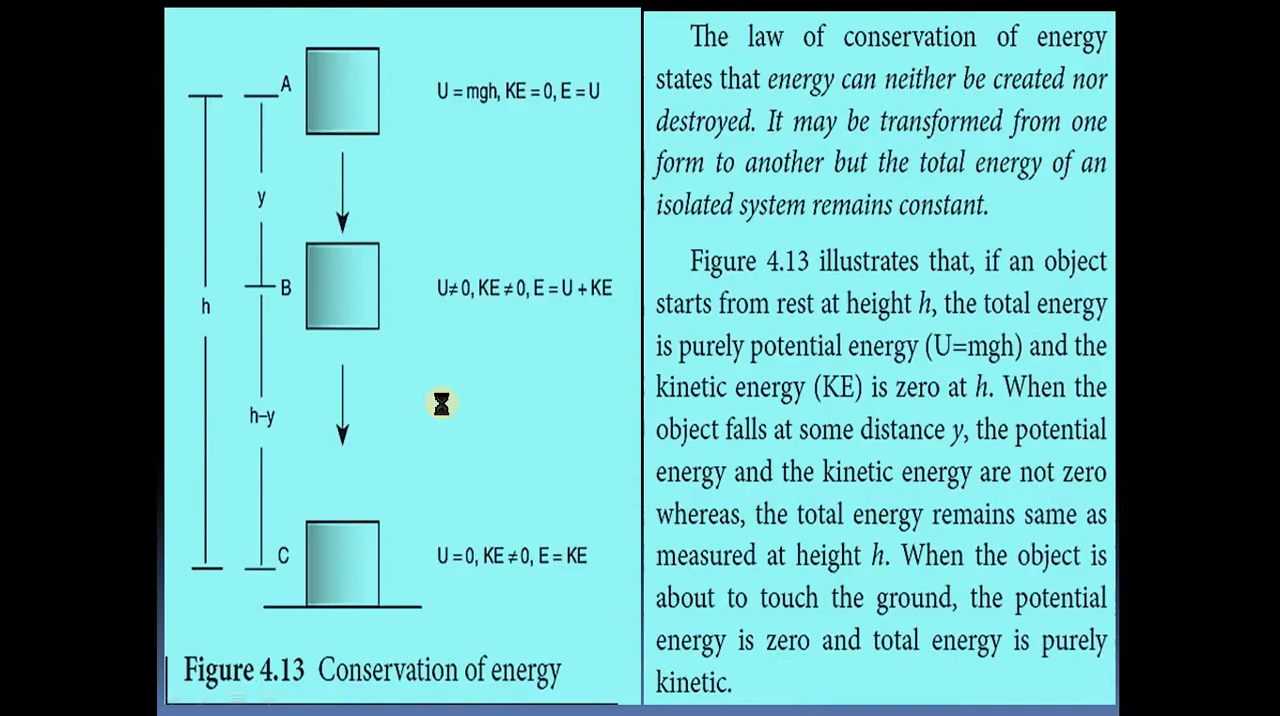 A
U = mgh, KE = 0, E = U
y
B
U≠ 0, KE ≠ 0, E = U + KE
h
h–y
C
U = 0, KE ≠ 0, E = KE
Figure 4.13 Conservation of energy
The law of conservation of energy
states that energy can neither be created nor
destroyed. It may be transformed from one
form to another but the total energy of an
isolated system remains constant.
Figure 4.13 illustrates that, if an object
starts from rest at height h, the total energy
is purely potential energy (U=mgh) and the
kinetic energy (KE) is zero at h. When the
object falls at some distance y, the potential
energy and the kinetic energy are not zero
whereas, the total energy remains same as
measured at height h. When the object is
about to touch the ground, the potential
energy is zero and total energy is purely
kinetic.